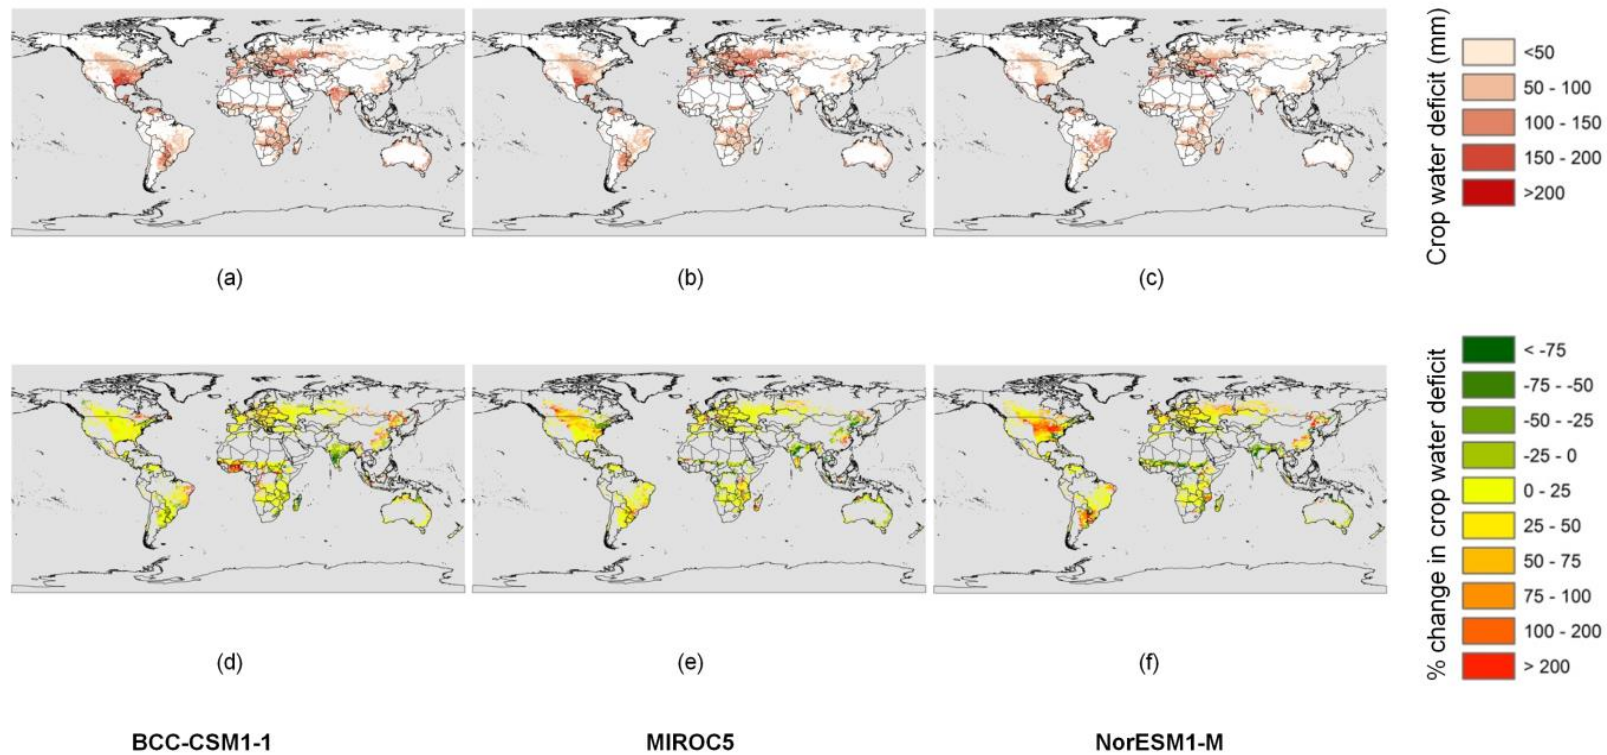 Crop water deficit (mm)
<50
50 - 100
100 - 150
150 - 200
>200
(a)
(b)
(c)
% change in crop water deficit
< -75
-75 - -50
-50 - -25
-25 - 0
0 - 25
25 - 50
50 - 75
75 - 100
100 - 200
> 200
(d)
(e)
(f)
BCC-CSM1-1
MIROC5
NorESM1-M